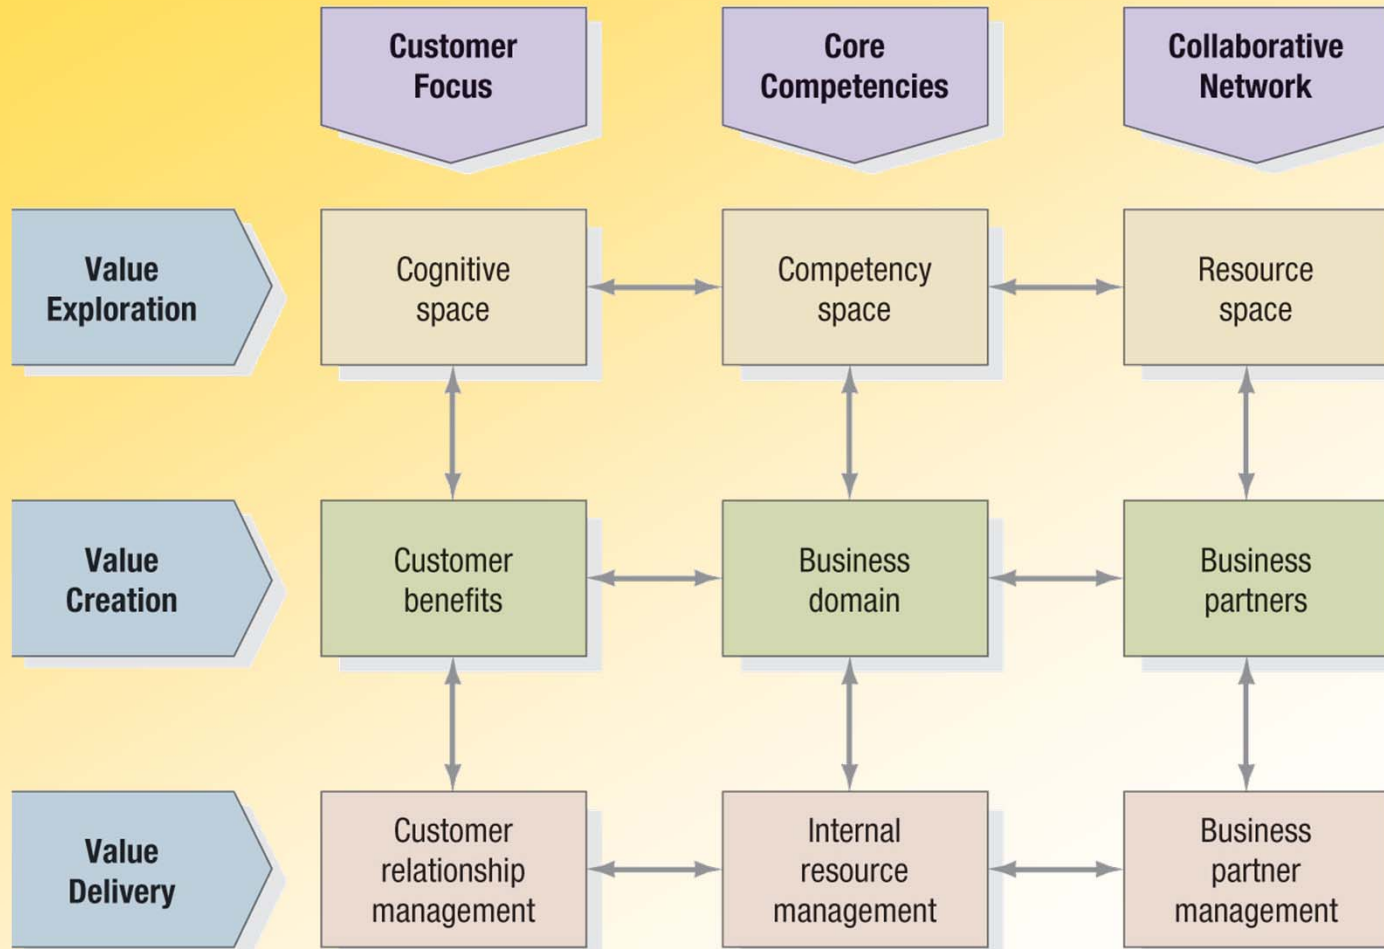 Customer
Focus
Core
Competencies
Collaborative
Network
Value
Exploration
Cognitive
space
Competency
space
Resource
space
Value
Creation
Customer
benefits
Business
domain
Business
partners
Value
Delivery
Customer
relationship
management
Internal
resource
management
Business
partner
management